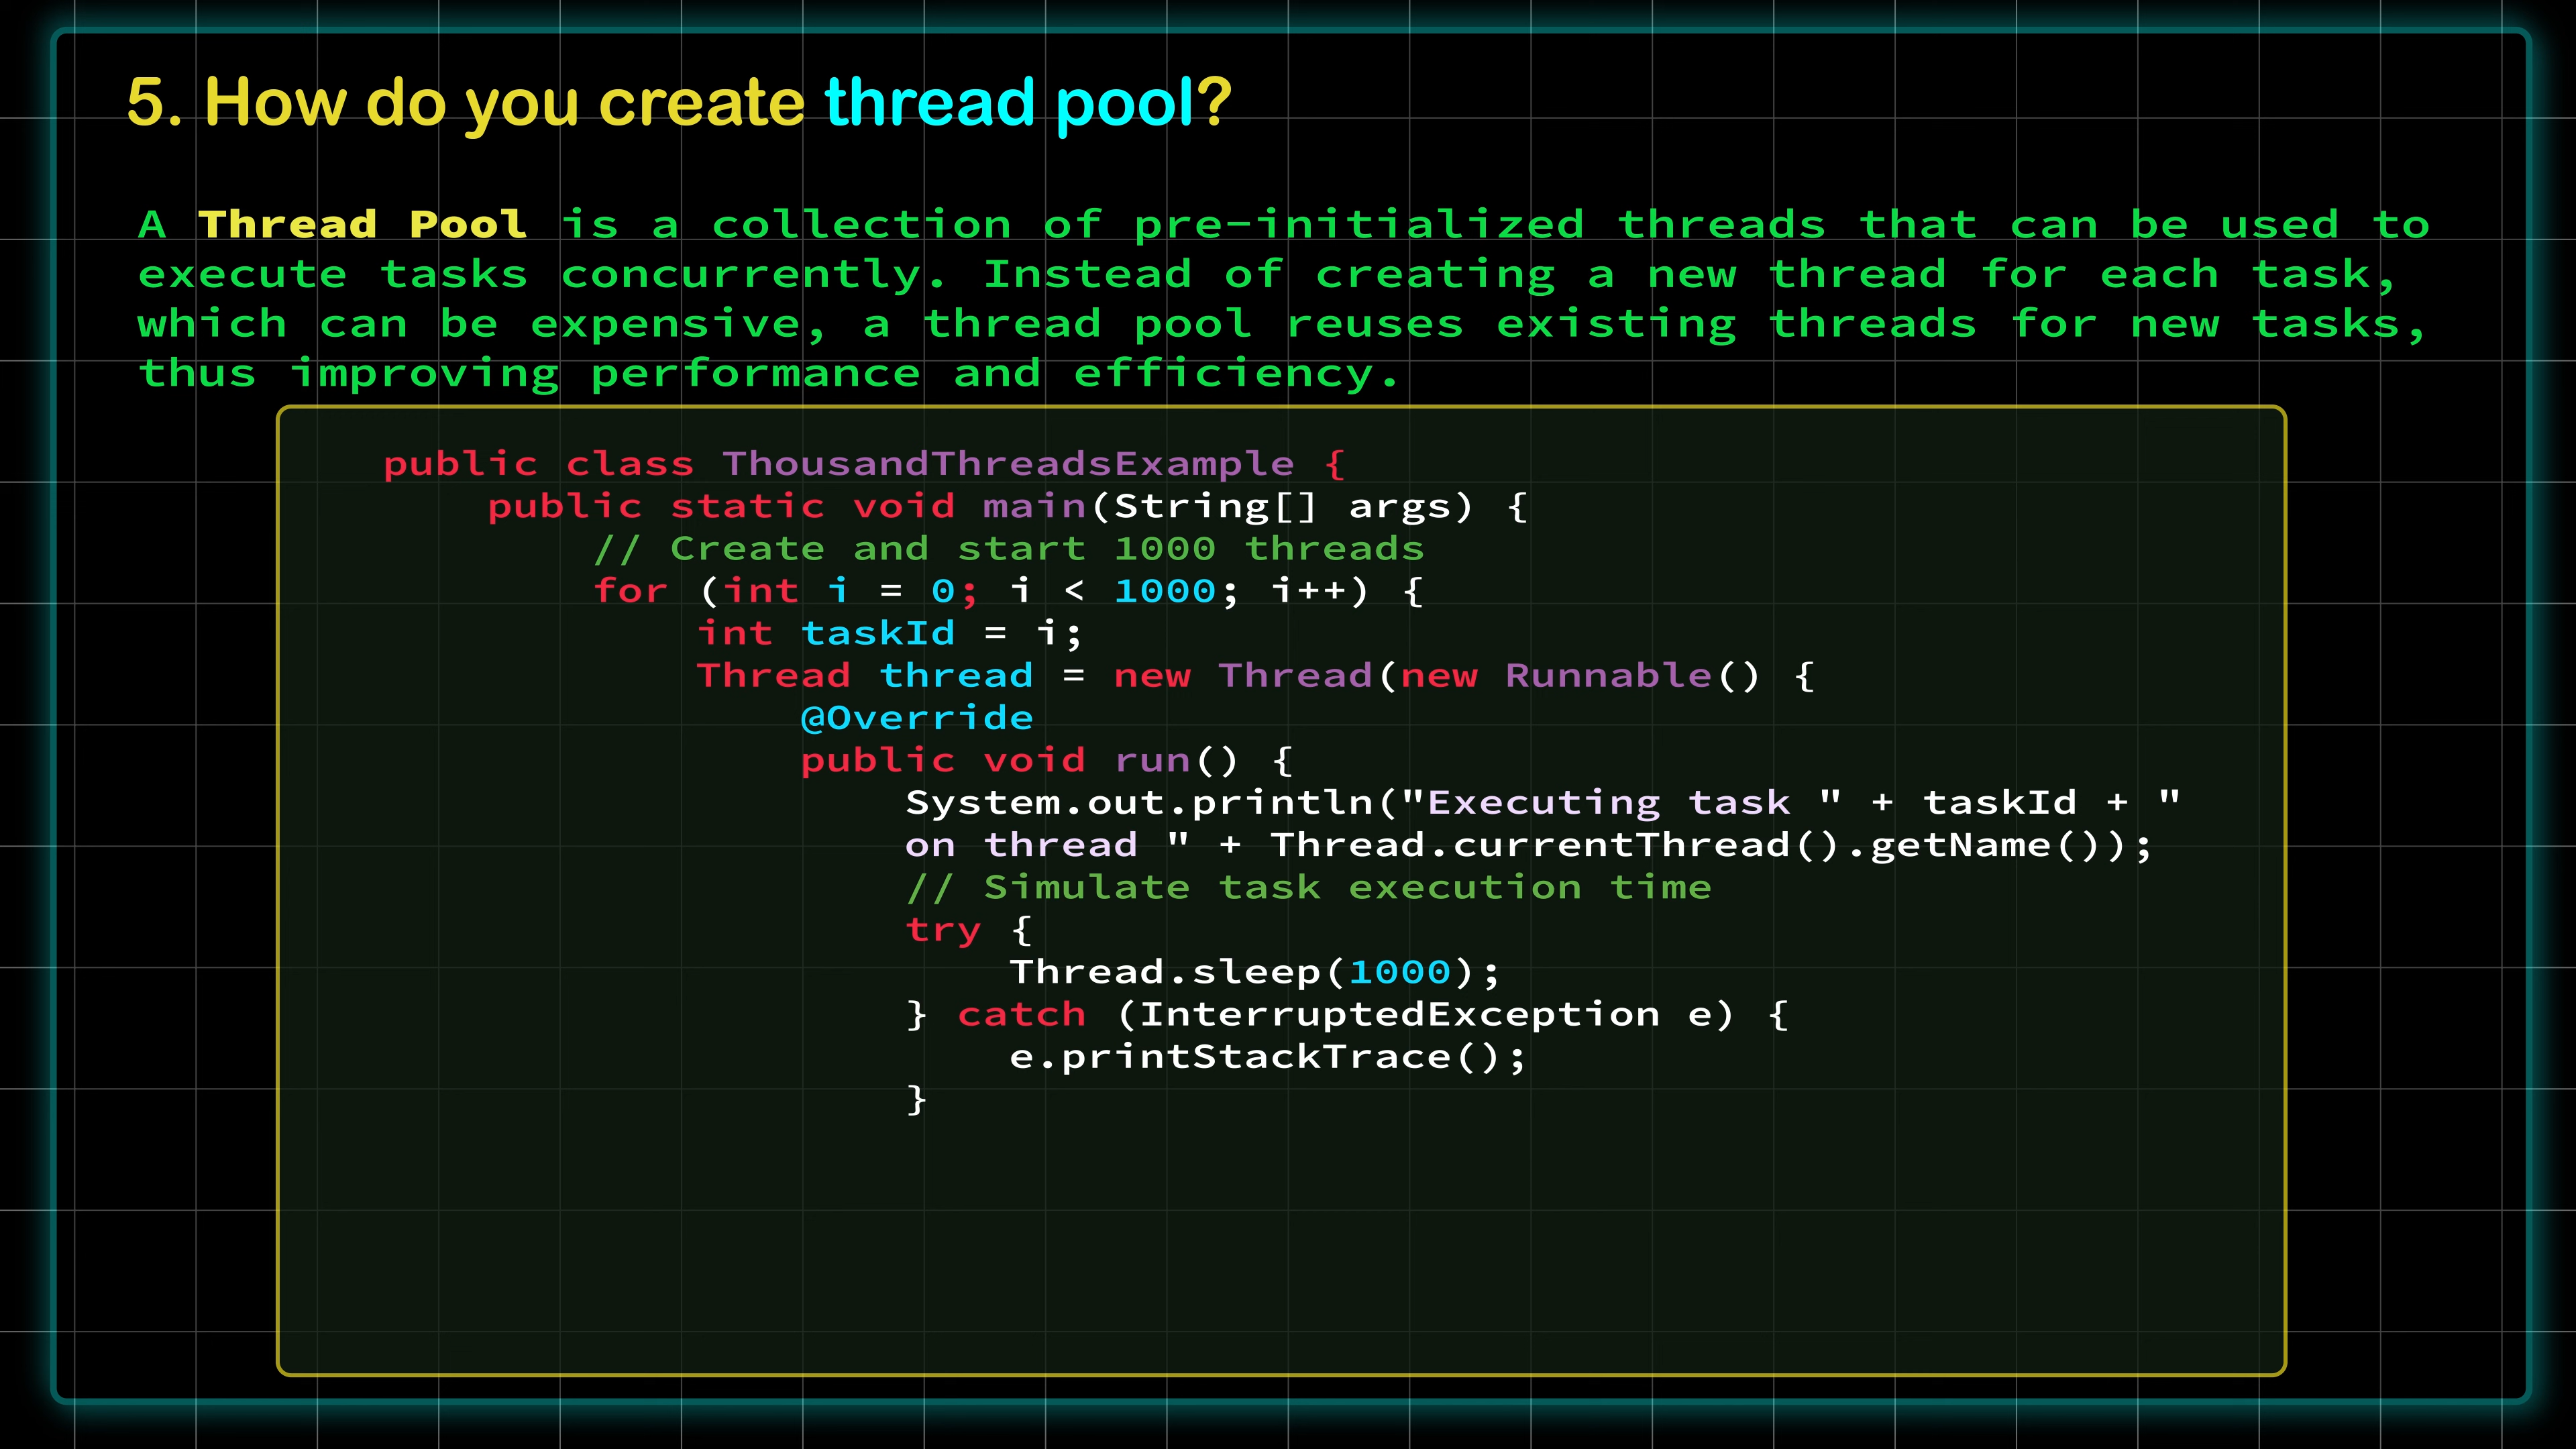 5. How do you create thread pool?
A Thread Pool is a collection of pre-initialized threads that can be used to
execute tasks concurrently. Instead of creating a new thread for each task,
which can be expensive, a thread pool reuses existing threads for new tasks,
thus improving performance and efficiency.
public class ThousandThreadsExample {
    public static void main(String[] args) {
        // Create and start 1000 threads
        for (int i = 0; i < 1000; i++) {
            int taskId = i;
            Thread thread = new Thread(new Runnable() {
                @Override
                public void run() {
                    System.out.println("Executing task " + taskId + "
                    on thread " + Thread.currentThread().getName());
                    // Simulate task execution time
                    try {
                        Thread.sleep(1000);
                    } catch (InterruptedException e) {
                        e.printStackTrace();
                    }